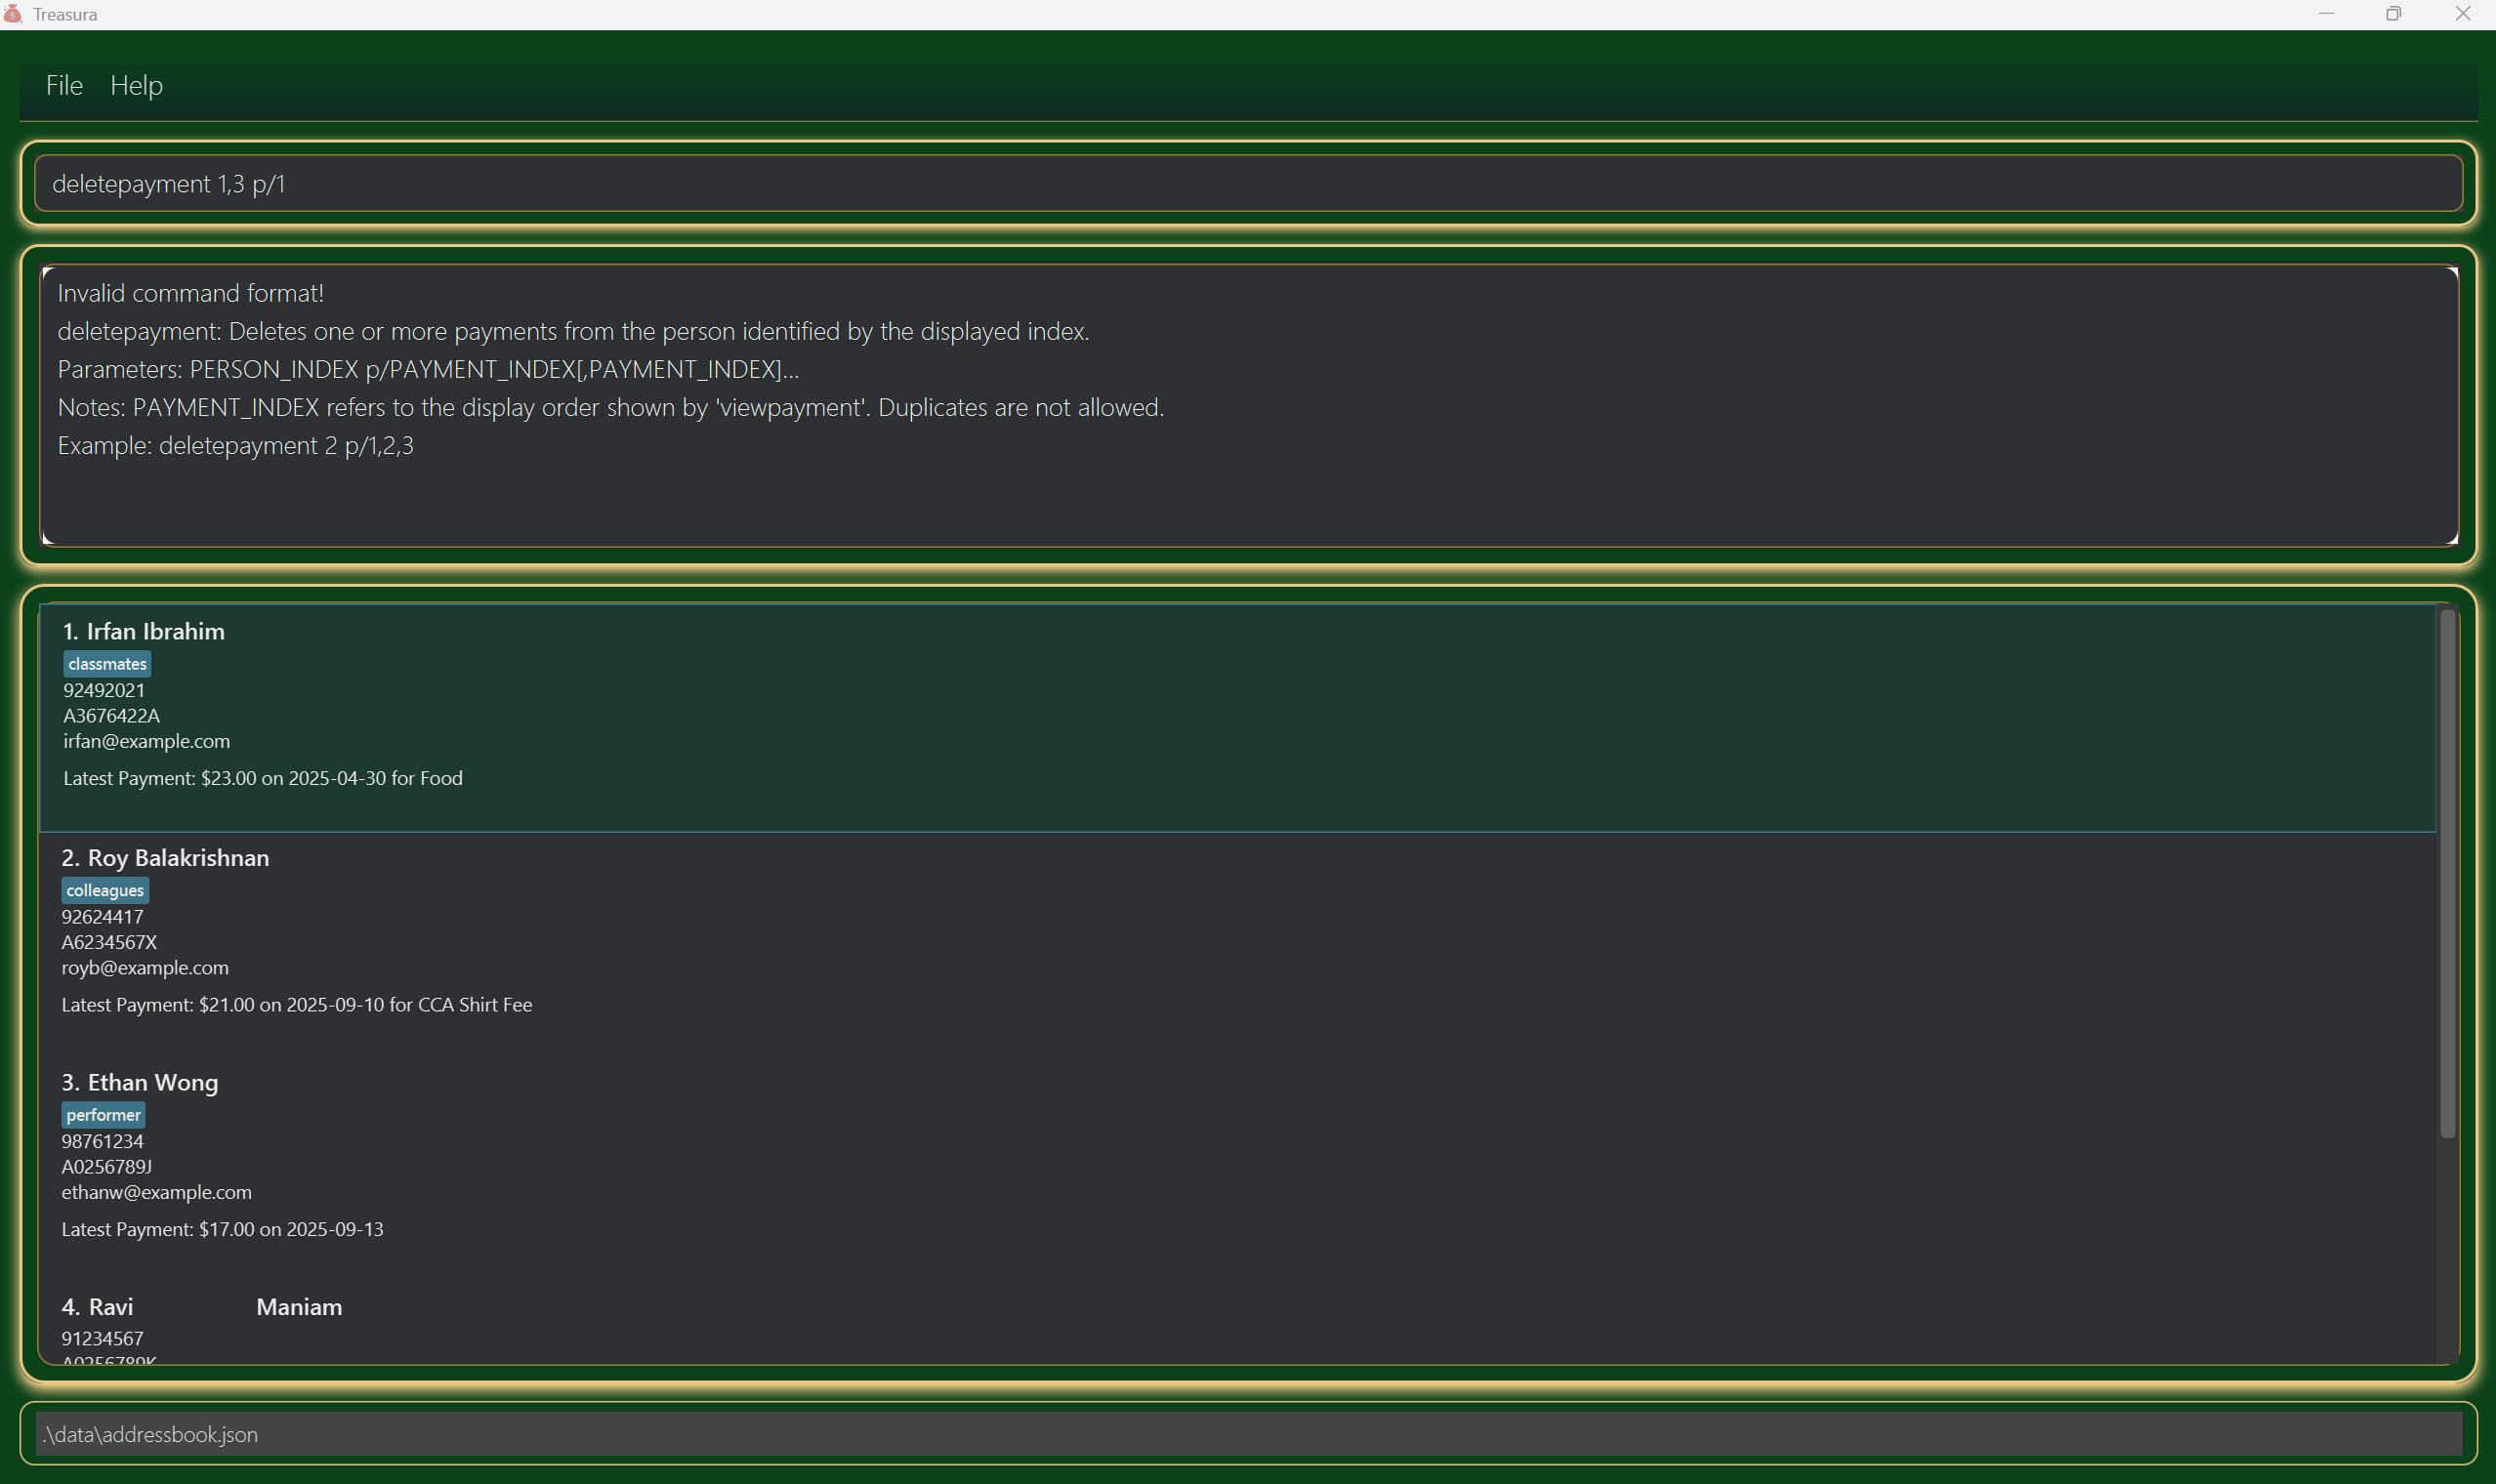 Treasura
File Help
deletepayment 1,3 p/1
Invalid command format!
deletepayment: Deletes one or more payments from the person identified by the displayed index.
Parameters: PERSON_INDEX p/PAYMENT_INDEX[,PAYMENT_INDEX]...
Notes: PAYMENT_INDEX refers to the display order shown by 'viewpayment'. Duplicates are not allowed.
Example: deletepayment 2 p/1,2,3
1. Irfan Ibrahim
classmates
92492021
A3676422A
irfan@example.com
Latest Payment: $23.00 on 2025-04-30 for Food
2. Roy Balakrishnan
colleagues
92624417
A6234567X
royb@example.com
Latest Payment: $21.00 on 2025-09-10 for CCA Shirt Fee
3. Ethan Wong
performer
98761234
A0256789J
ethanw@example.com
Latest Payment: $17.00 on 2025-09-13
4. Ravi Maniam
91234567
A0256789K
.\data\addressbook.json